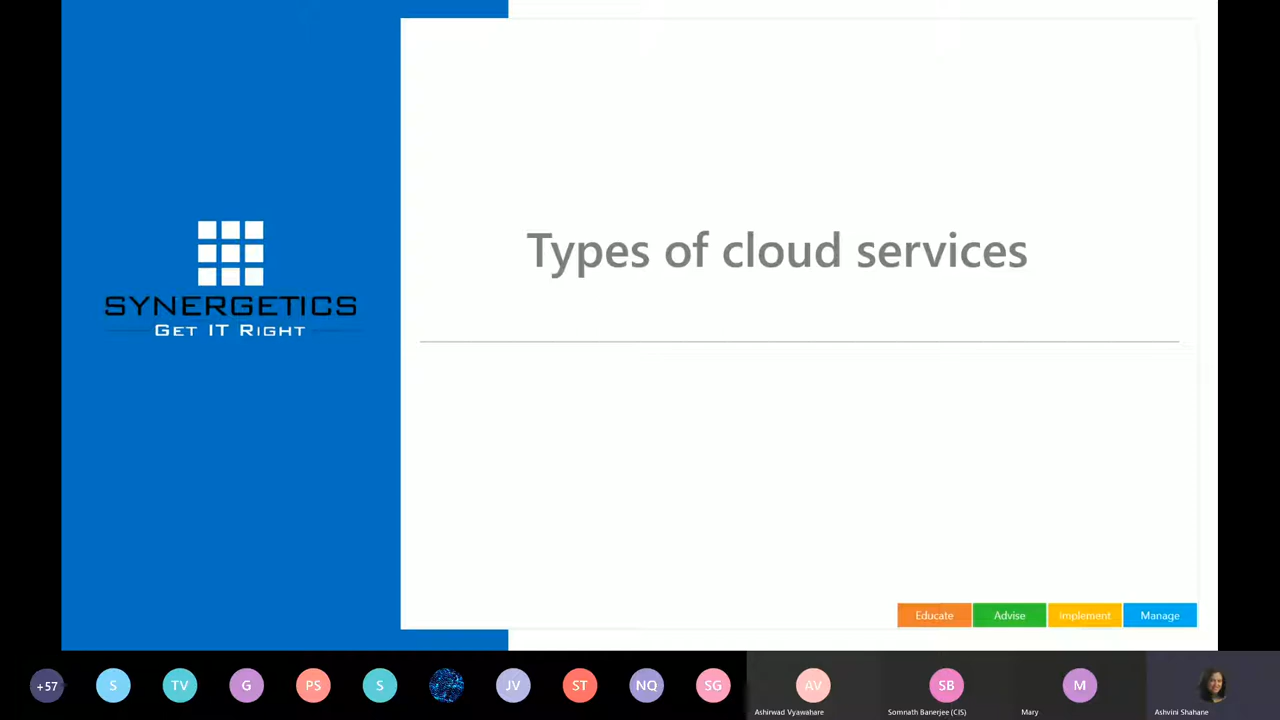 SYNERGETICS
GET IT RIGHT
Types of cloud services
Educate
Advise
Implement
Manage
+57
S
TV
G
PS
S
JV
ST
NQ
SG
AV
SB
M
Ashirwad Vyawahare
Somnath Banerjee (CIS)
Mary
Ashvini Shahane